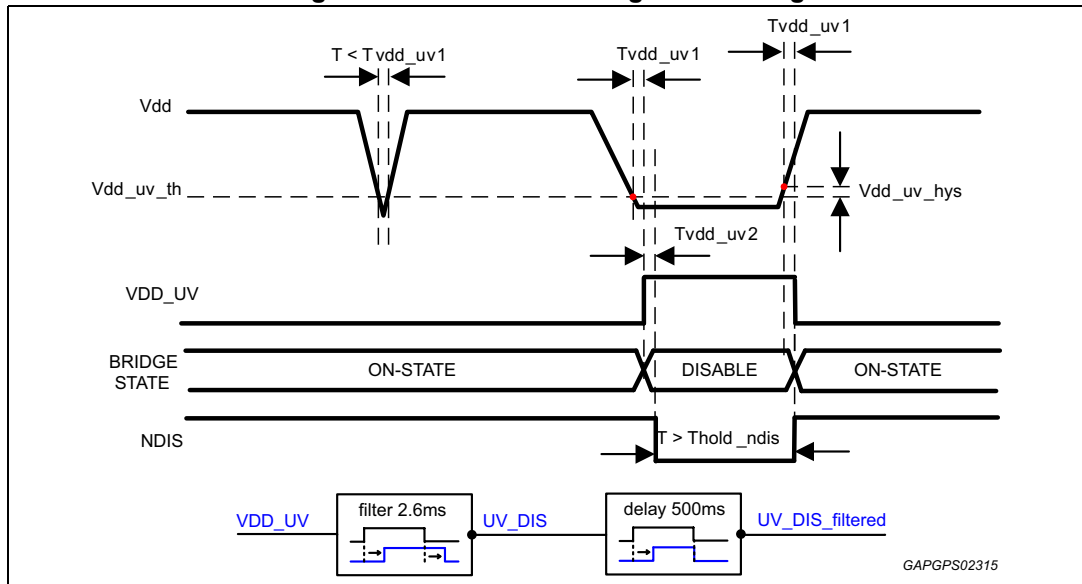 T < Tvdd_uv1
Tvdd_uv1
Tvdd_uv1
Vdd
Vdd_uv_th
Vdd_uv_hys
Tvdd_uv2
VDD_UV
BRIDGE
STATE
ON-STATE
DISABLE
ON-STATE
NDIS
T > Thold_ndis
VDD_UV
filter 2.6ms
UV_DIS
delay 500ms
UV_DIS_filtered
GAPGPS02315